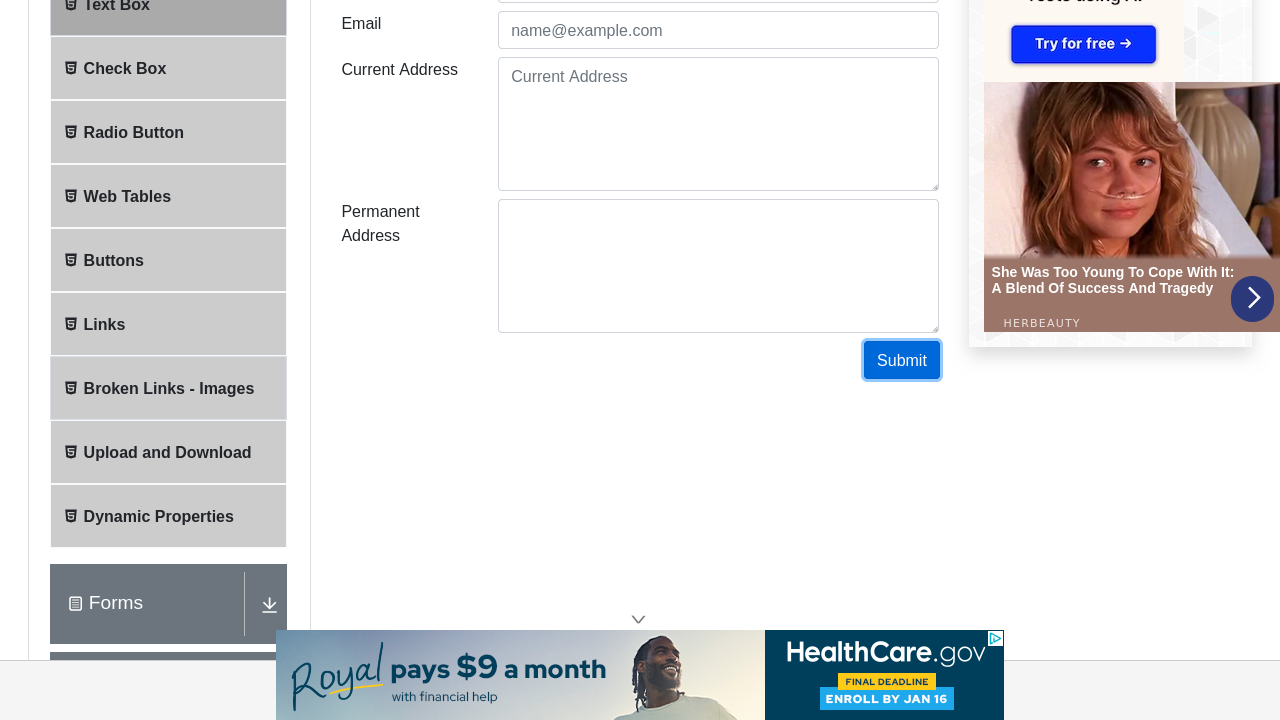 Text Box
Check Box
Radio Button
Web Tables
Buttons
Links
Broken Links - Images
Upload and Download
Dynamic Properties
Forms
Email
name@example.com
Current Address
Current Address
Permanent
Address
Submit
Try for free →
She Was Too Young To Cope With It:
A Blend Of Success And Tragedy
HERBEAUTY
Royal pays $9 a month
with financial help
HealthCare.gov
FINAL DEADLINE
ENROLL BY JAN 16